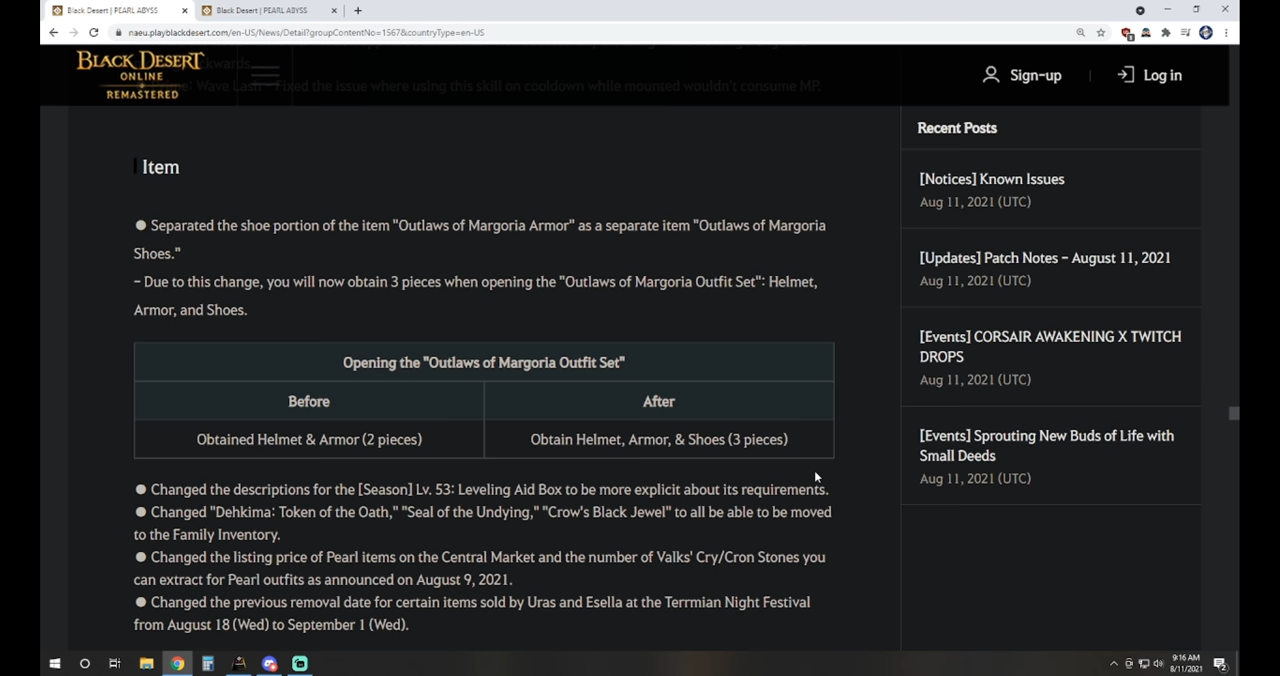 Black Desert | PEARL ABYSS
Black Desert | PEARL ABYSS
naeu.playblackdesert.com/en-US/News/Detail?groupContentNo=1567&countryType=en-US
BLACK DESERT
ONLINE
REMASTERED
Sign-up
Log in
Wave Lash - Fixed the issue where using this skill on cooldown while mounted wouldn't consume MP.
Recent Posts
Item
[Notices] Known Issues
Aug 11, 2021 (UTC)
● Separated the shoe portion of the item "Outlaws of Margoria Armor" as a separate item "Outlaws of Margoria
Shoes."
- Due to this change, you will now obtain 3 pieces when opening the "Outlaws of Margoria Outfit Set": Helmet,
Armor, and Shoes.
[Updates] Patch Notes - August 11, 2021
Aug 11, 2021 (UTC)
Opening the "Outlaws of Margoria Outfit Set"
Before
After
Obtained Helmet & Armor (2 pieces)
Obtain Helmet, Armor, & Shoes (3 pieces)
[Events] CORSAIR AWAKENING X TWITCH
DROPS
Aug 11, 2021 (UTC)
[Events] Sprouting New Buds of Life with
Small Deeds
Aug 11, 2021 (UTC)
● Changed the descriptions for the [Season] Lv. 53: Leveling Aid Box to be more explicit about its requirements.
● Changed "Dehkima: Token of the Oath," "Seal of the Undying," "Crow's Black Jewel" to all be able to be moved
to the Family Inventory.
● Changed the listing price of Pearl items on the Central Market and the number of Valks' Cry/Cron Stones you
can extract for Pearl outfits as announced on August 9, 2021.
● Changed the previous removal date for certain items sold by Uras and Esella at the Terrmian Night Festival
from August 18 (Wed) to September 1 (Wed).
9:16 AM
8/11/2021